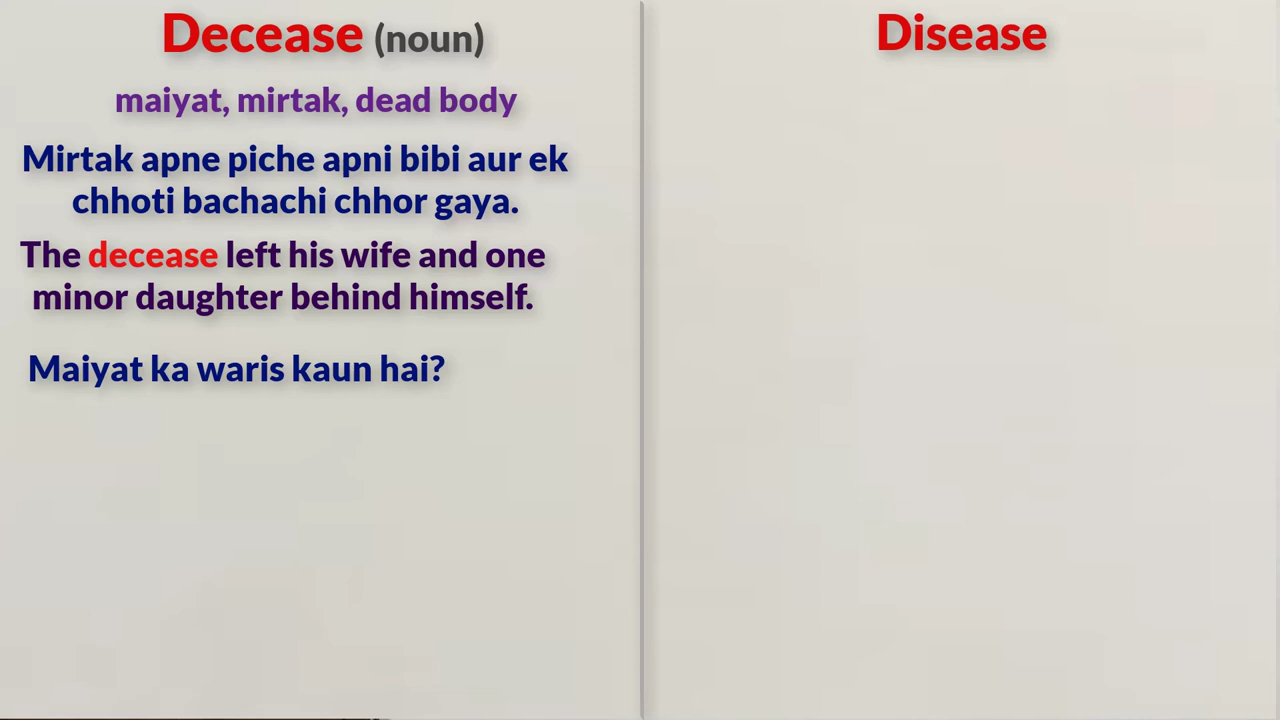 Decease (noun)
maiyat, mirtak, dead body
Mirtak apne piche apni bibi aur ek
chhoti bachachi chhor gaya.
The decease left his wife and one
minor daughter behind himself.
Maiyat ka waris kaun hai?
Disease